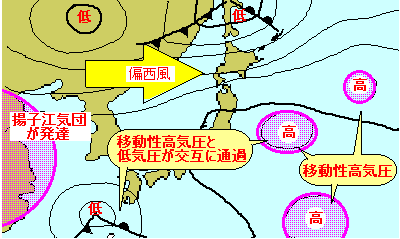 低
低
偏西風
高
揚子江気団
が発達
高
移動性高気圧と
低気圧が交互に通過
移動性高気圧
低
高